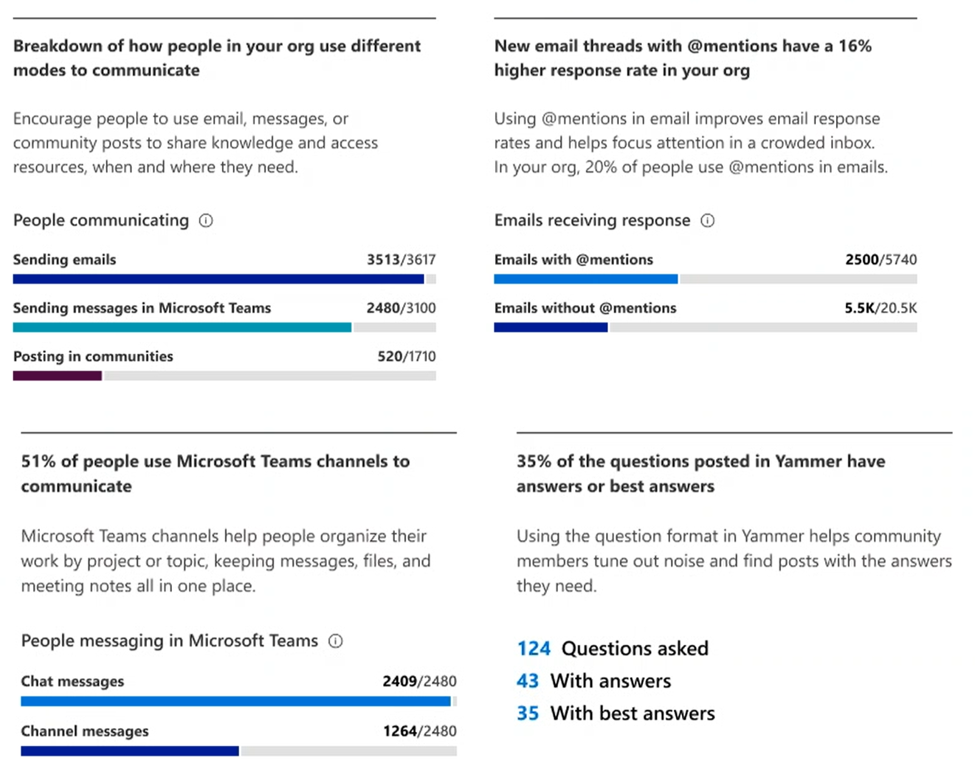 Breakdown of how people in your org use different
modes to communicate
Encourage people to use email, messages, or
community posts to share knowledge and access
resources, when and where they need.
People communicating
Sending emails 3513/3617
Sending messages in Microsoft Teams 2480/3100
Posting in communities 520/1710
New email threads with @mentions have a 16%
higher response rate in your org
Using @mentions in email improves email response
rates and helps focus attention in a crowded inbox.
In your org, 20% of people use @mentions in emails.
Emails receiving response
Emails with @mentions 2500/5740
Emails without @mentions 5.5K/20.5K
51% of people use Microsoft Teams channels to
communicate
Microsoft Teams channels help people organize their
work by project or topic, keeping messages, files, and
meeting notes all in one place.
People messaging in Microsoft Teams
Chat messages 2409/2480
Channel messages 1264/2480
35% of the questions posted in Yammer have
answers or best answers
Using the question format in Yammer helps community
members tune out noise and find posts with the answers
they need.
124 Questions asked
43 With answers
35 With best answers